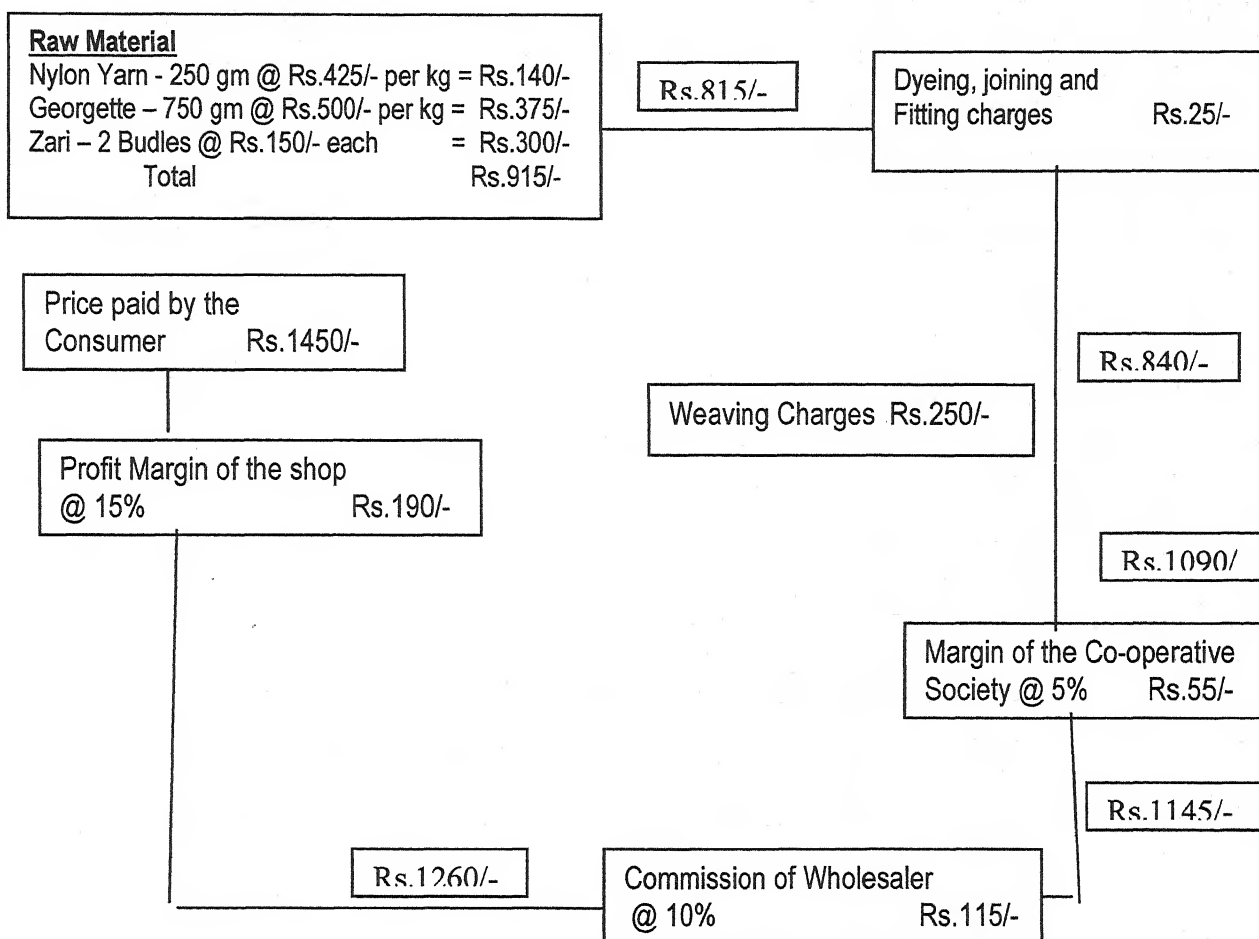 Raw Material
Nylon Yarn - 250 gm @ Rs.425/- per kg = Rs.140/-
Georgette – 750 gm @ Rs.500/- per kg = Rs.375/-
Zari – 2 Budles @ Rs.150/- each = Rs.300/-
Total Rs.915/-
Rs.815/-
Dyeing, joining and
Fitting charges Rs.25/-
Rs.840/-
Weaving Charges Rs.250/-
Rs.1090/
Margin of the Co-operative
Society @ 5% Rs.55/-
Rs.1145/-
Commission of Wholesaler
@ 10% Rs.115/-
Rs.1260/-
Profit Margin of the shop
@ 15% Rs.190/-
Price paid by the
Consumer Rs.1450/-